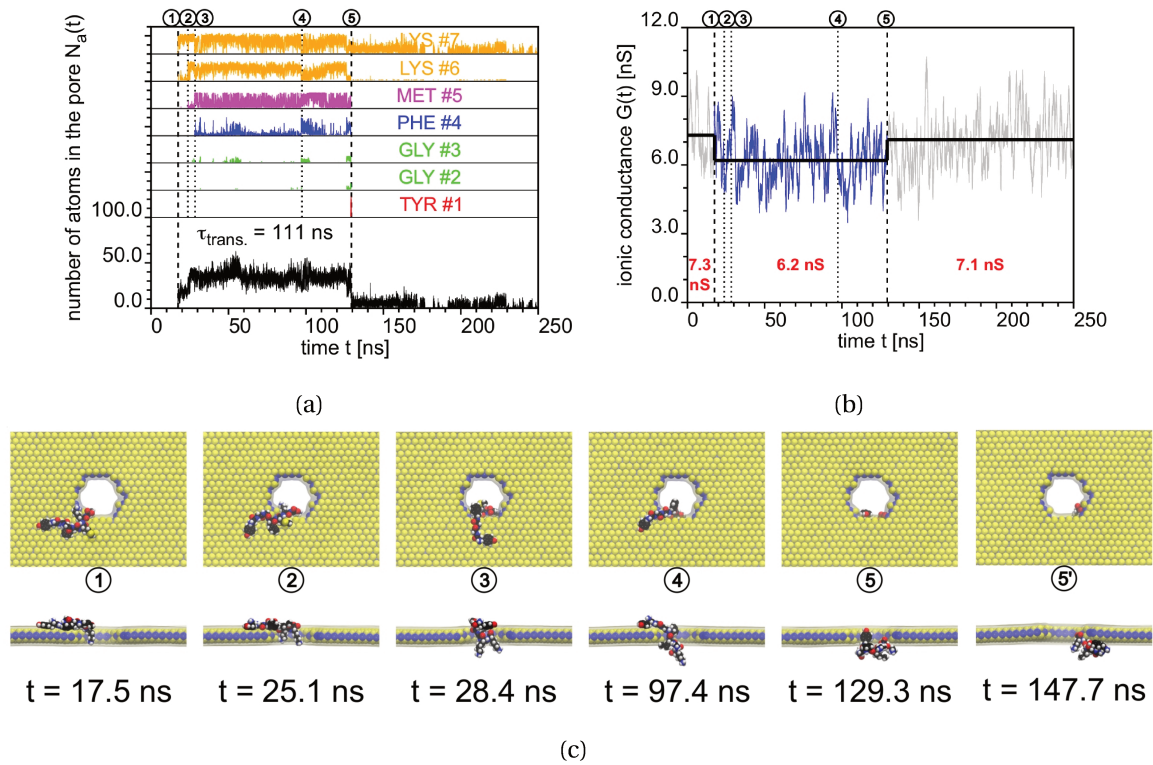 ① ② ③ ④ ⑤
number of atoms in the pore Nₐ(t)
LYS #7
LYS #6
MET #5
PHE #4
GLY #3
GLY #2
TYR #1
100.0
τtrans. = 111 ns
50.0
0.0
0 50 100 150 200 250
time t [ns]
(a)
① ② ③ ④ ⑤
ionic conductance G(t) [nS]
12.0
9.0
6.0
3.0
0.0
7.3
nS
6.2 nS
7.1 nS
0 50 100 150 200 250
time t [ns]
(b)
① ② ③ ④ ⑤ 5'
t = 17.5 ns t = 25.1 ns t = 28.4 ns t = 97.4 ns t = 129.3 ns t = 147.7 ns
(c)